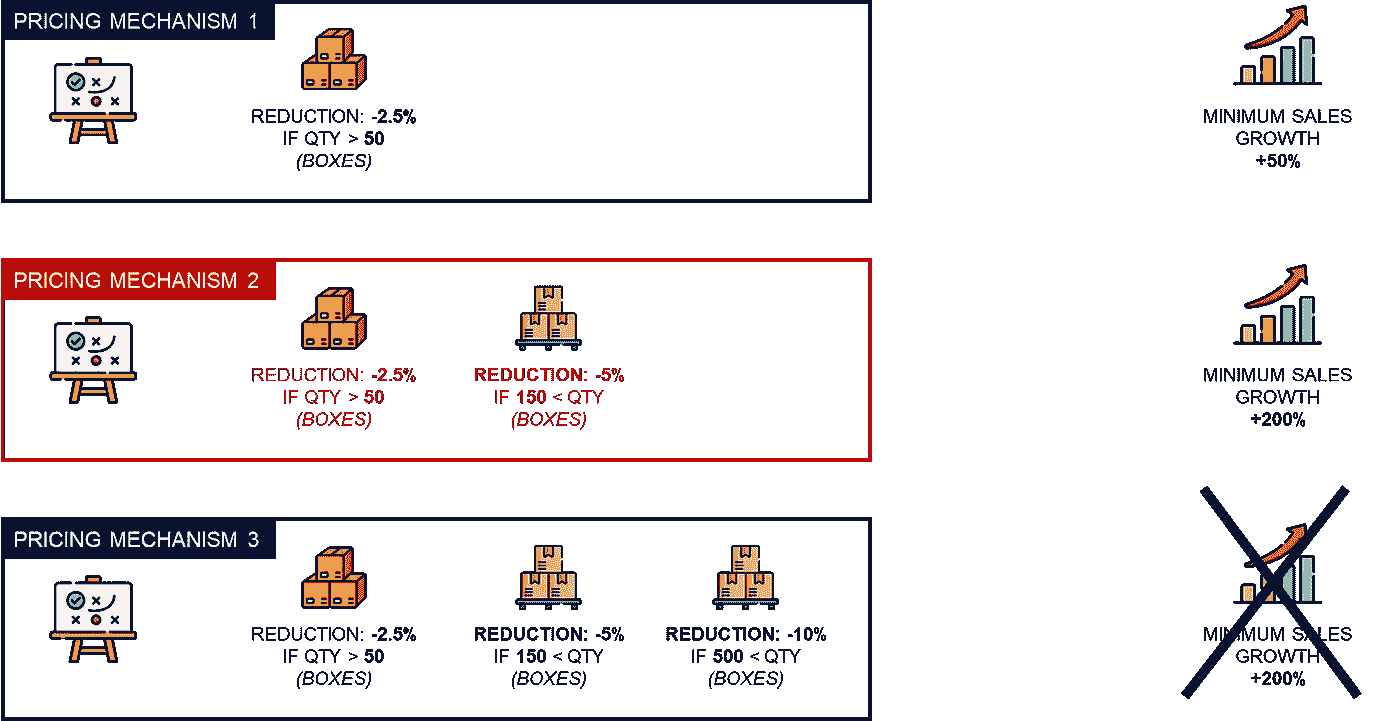 PRICING MECHANISM 1
REDUCTION: -2.5%
IF QTY > 50
(BOXES)
MINIMUM SALES
GROWTH
+50%
PRICING MECHANISM 2
REDUCTION: -2.5%
IF QTY > 50
(BOXES)
REDUCTION: -5%
IF 150 < QTY
(BOXES)
MINIMUM SALES
GROWTH
+200%
PRICING MECHANISM 3
REDUCTION: -2.5%
IF QTY > 50
(BOXES)
REDUCTION: -5%
IF 150 < QTY
(BOXES)
REDUCTION: -10%
IF 500 < QTY
(BOXES)
MINIMUM SALES
GROWTH
+200%